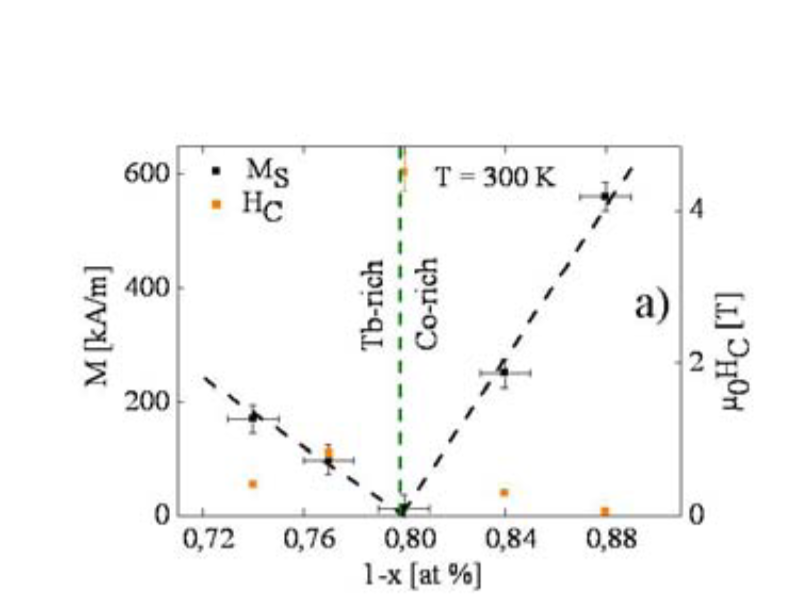 600
400
200
0
M [kA/m]
MS
HC
T = 300 K
Tb-rich
Co-rich
a)
4
2
0
μ0HC [T]
0,72 0,76 0,80 0,84 0,88
1-x [at %]